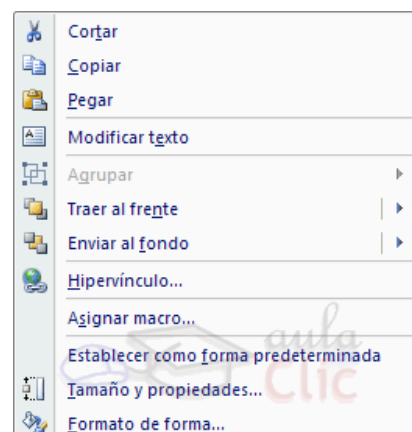 Cortar
Copiar
Pegar
Modificar texto
Agrupar
Traer al frente
Enviar al fondo
Hipervínculo...
Asignar macro...
aula
Clic
Establecer como forma predeterminada
Tamaño y propiedades...
Formato de forma...